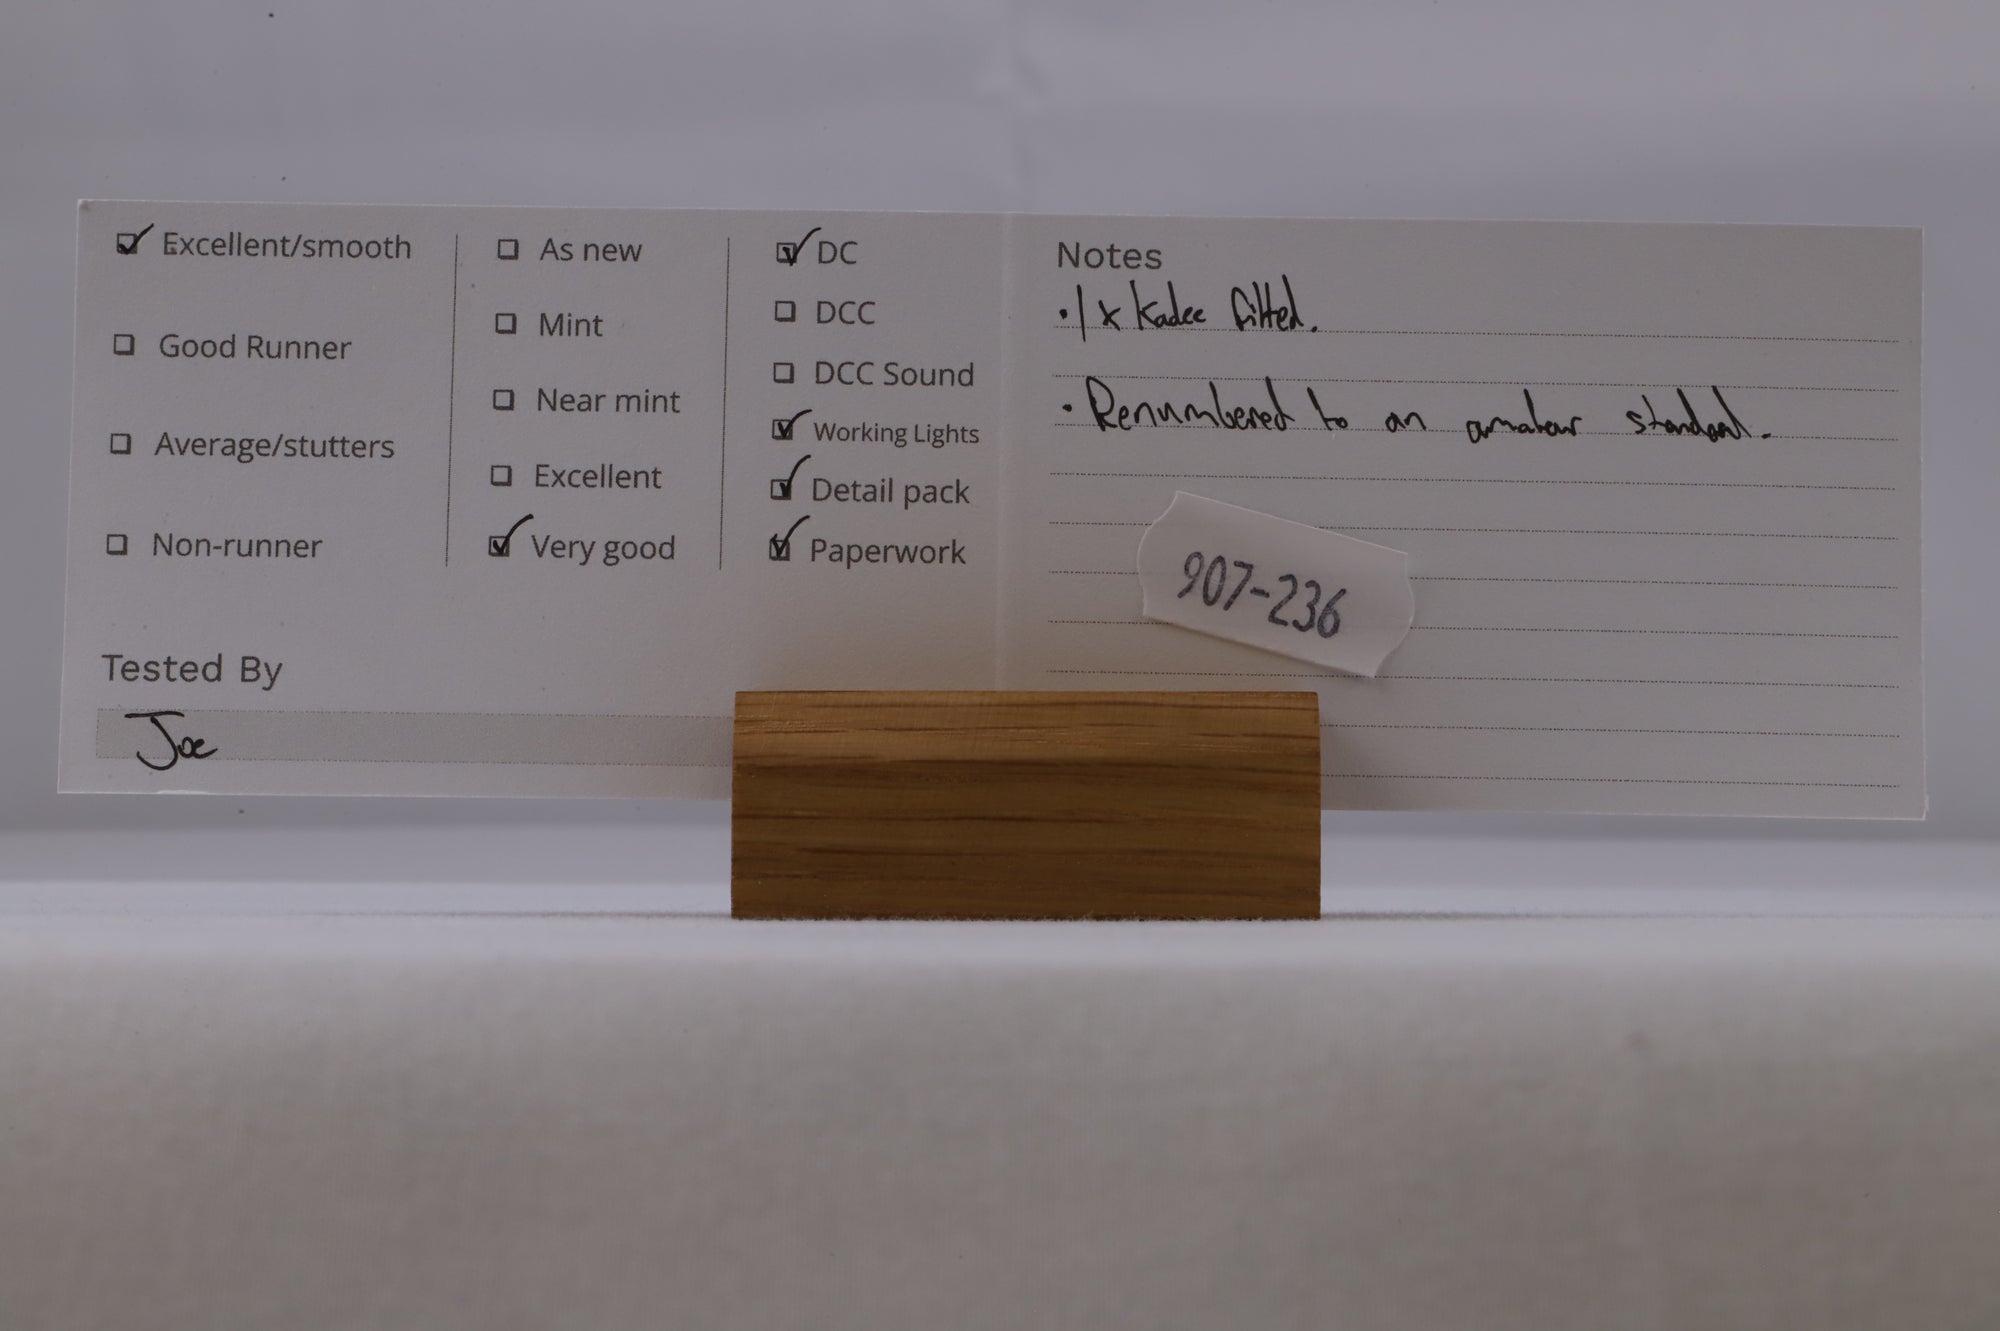 ☑ Excellent/smooth
☐ Good Runner
☐ Average/stutters
☐ Non-runner
☐ As new
☐ Mint
☐ Near mint
☐ Excellent
☑ Very good
☑ DC
☐ DCC
☐ DCC Sound
☑ Working Lights
☑ Detail pack
☑ Paperwork
Tested By
Joe
Notes
• 1 x Kadee fitted.
• Renumbered to an amateur standard.
907-236